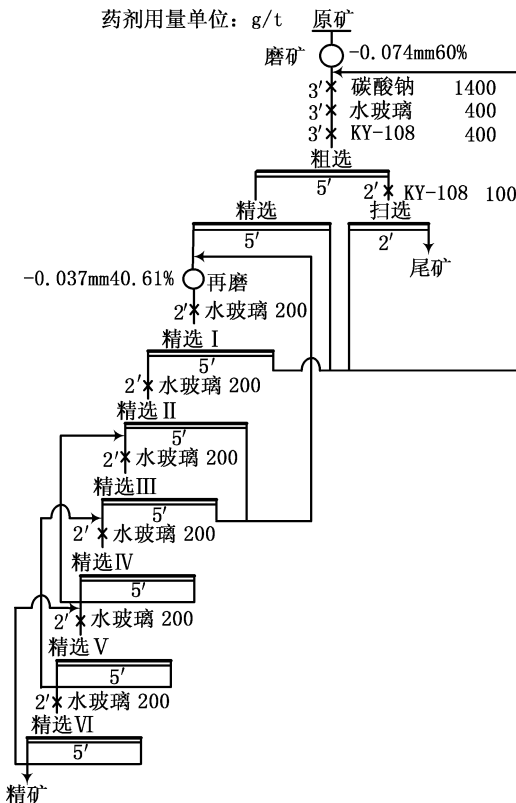 药剂用量单位：g/t 原矿
磨矿 -0.074mm60%
3′ 碳酸钠 1400
3′ 水玻璃 400
3′ KY-108 400
粗选
5′ 2′ KY-108 100
精选 扫选
5′ 2′
尾矿
-0.037mm40.61% 再磨
2′ 水玻璃 200
精选Ⅰ
5′
2′ 水玻璃 200
精选Ⅱ
5′
2′ 水玻璃 200
精选Ⅲ
5′
2′ 水玻璃 200
精选Ⅳ
5′
2′ 水玻璃 200
精选Ⅴ
5′
2′ 水玻璃 200
精选Ⅵ
5′
精矿